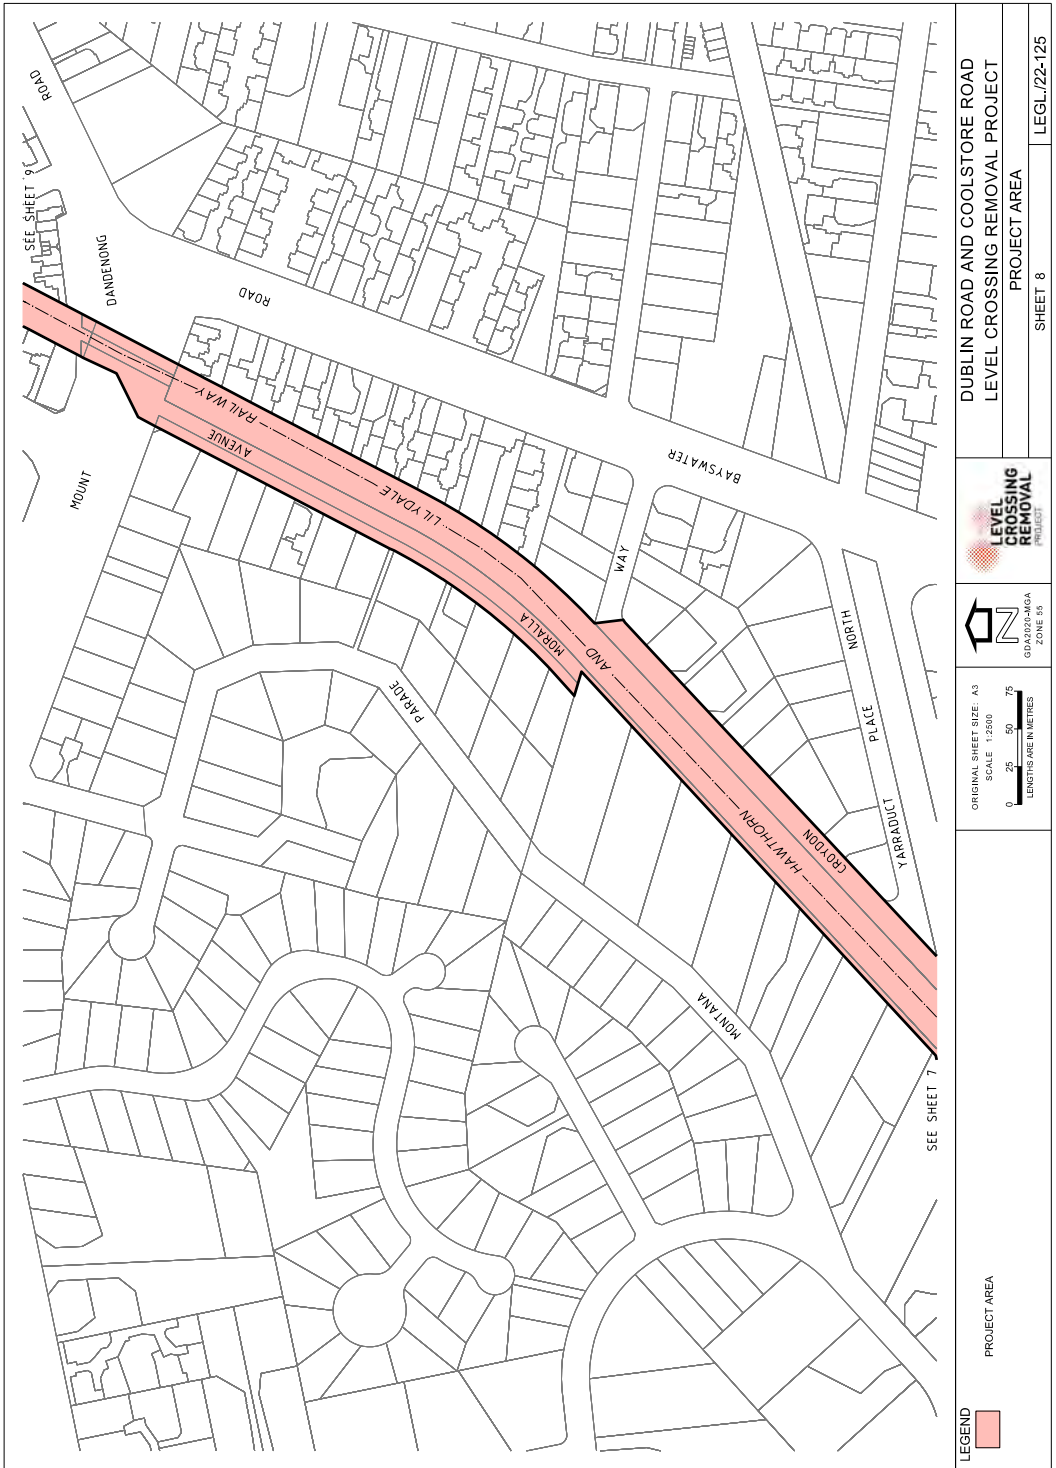 SEE SHEET 9
ROAD
DANDENONG
ROAD
MOUNT
RAILWAY
AVENUE
LILYDALE
BAYSWATER
WAY
MORALLA
AND
PARADE
NORTH
PLACE
YARRADUCT
HAWTHORN
CROYDON
MONTANA
SEE SHEET 7
LEGEND
PROJECT AREA
ORIGINAL SHEET SIZE: A3
SCALE 1:2500
0 25 50 75
LENGTHS ARE IN METRES
N
GDA2020-MGA
ZONE 55
LEVEL
CROSSING
REMOVAL
PROJECT
DUBLIN ROAD AND COOLSTORE ROAD
LEVEL CROSSING REMOVAL PROJECT
PROJECT AREA
SHEET 8
LEGL./22-125